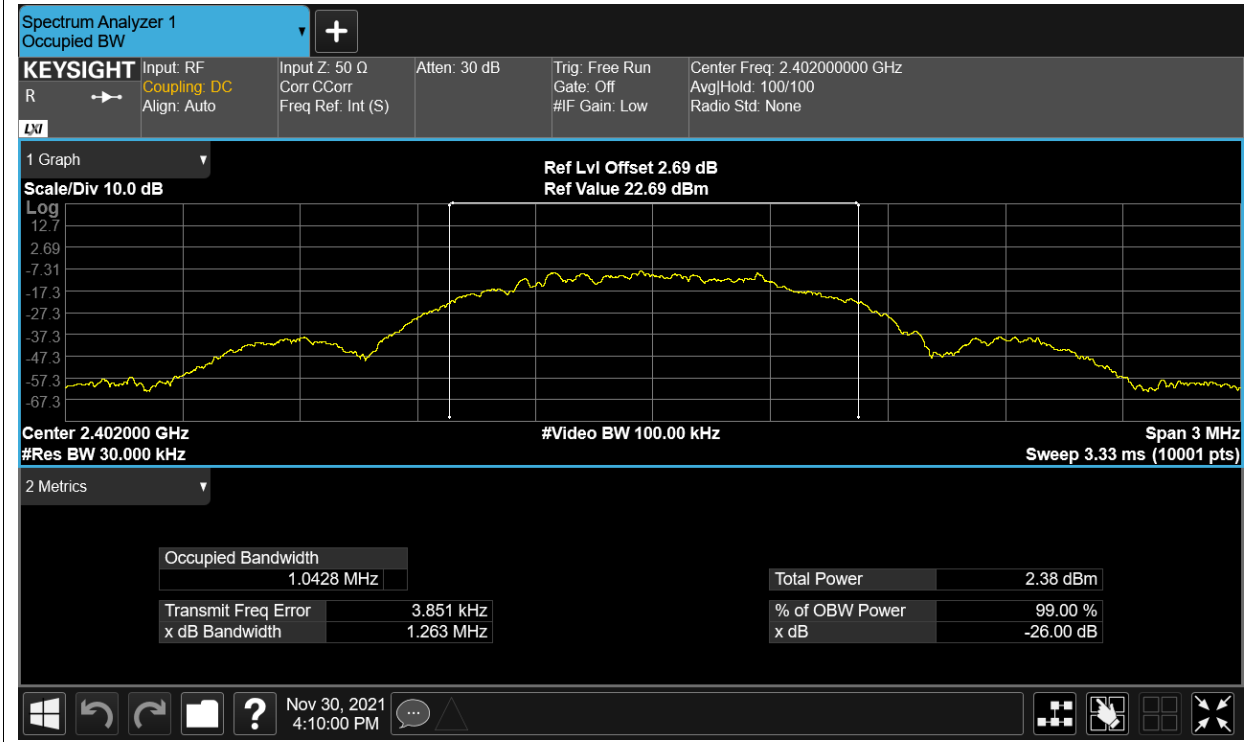 Spectrum Analyzer 1
Occupied BW
KEYSIGHT Input: RF Input Z: 50 Ω Atten: 30 dB Trig: Free Run Center Freq: 2.402000000 GHz
R Coupling: DC Corr CCorr Gate: Off Avg|Hold: 100/100
Align: Auto Freq Ref: Int (S) #IF Gain: Low Radio Std: None
LXI
1 Graph
Ref Lvl Offset 2.69 dB
Scale/Div 10.0 dB Ref Value 22.69 dBm
Log
12.7
2.69
-7.31
-17.3
-27.3
-37.3
-47.3
-57.3
-67.3
Center 2.402000 GHz #Video BW 100.00 kHz Span 3 MHz
#Res BW 30.000 kHz Sweep 3.33 ms (10001 pts)
2 Metrics
Occupied Bandwidth
1.0428 MHz Total Power 2.38 dBm
Transmit Freq Error 3.851 kHz % of OBW Power 99.00 %
x dB Bandwidth 1.263 MHz x dB -26.00 dB
? Nov 30, 2021
4:10:00 PM